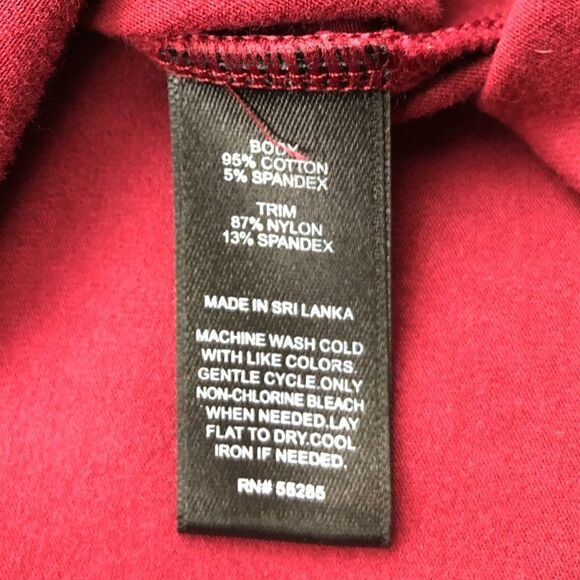 BODY
95% COTTON
5% SPANDEX
TRIM
87% NYLON
13% SPANDEX
MADE IN SRI LANKA
MACHINE WASH COLD
WITH LIKE COLORS.
GENTLE CYCLE.ONLY
NON-CHLORINE BLEACH
WHEN NEEDED.LAY
FLAT TO DRY.COOL
IRON IF NEEDED.
RN# 55285